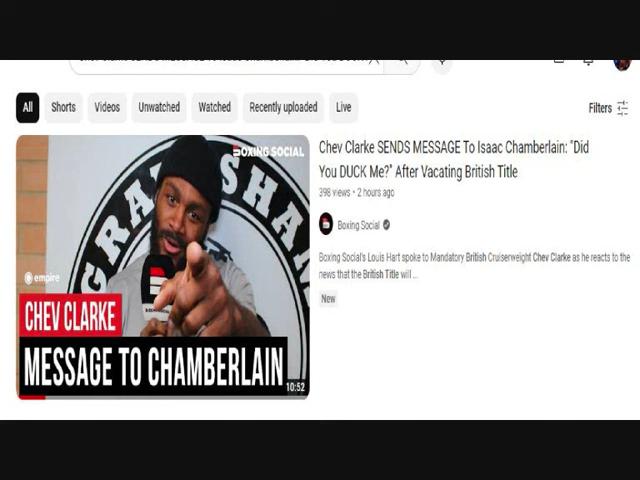 All
Shorts
Videos
Unwatched
Watched
Recently uploaded
Live
Filters
BOXING SOCIAL
GRA
SHAM
empire
CHEV CLARKE
MESSAGE TO CHAMBERLAIN
10:52
Chev Clarke SENDS MESSAGE To Isaac Chamberlain: "Did
You DUCK Me?" After Vacating British Title
398 views • 2 hours ago
Boxing Social
Boxing Social's Louis Hart spoke to Mandatory British Cruiserweight Chev Clarke as he reacts to the
news that the British Title will ...
New